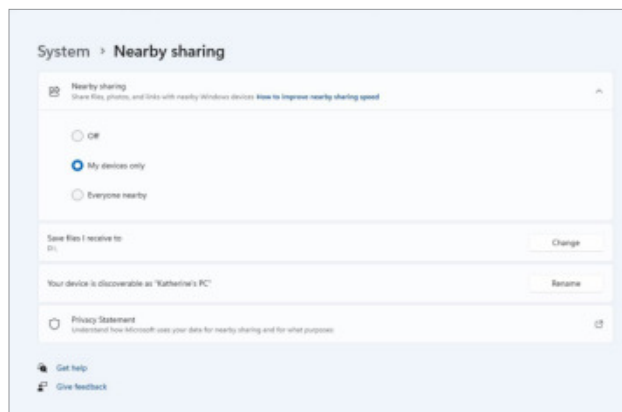 System > Nearby sharing
Nearby sharing
Share files, photos, and links with nearby Windows devices How to improve nearby sharing speed
Off
My devices only
Everyone nearby
Save files I receive to
D:\
Change
Your device is discoverable as "Katherine's PC"
Rename
Privacy Statement
Understand how Microsoft uses your data for nearby sharing and for what purposes
Get help
Give feedback